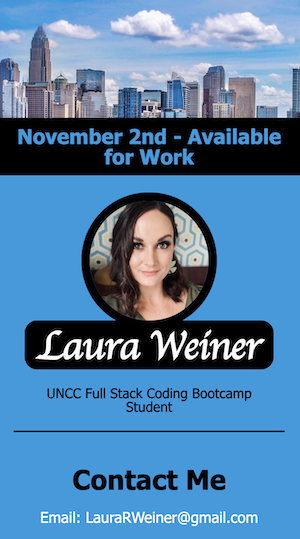 November 2nd - Available
for Work
Laura Weiner
UNCC Full Stack Coding Bootcamp
Student
Contact Me
Email: LauraRWeiner@gmail.com